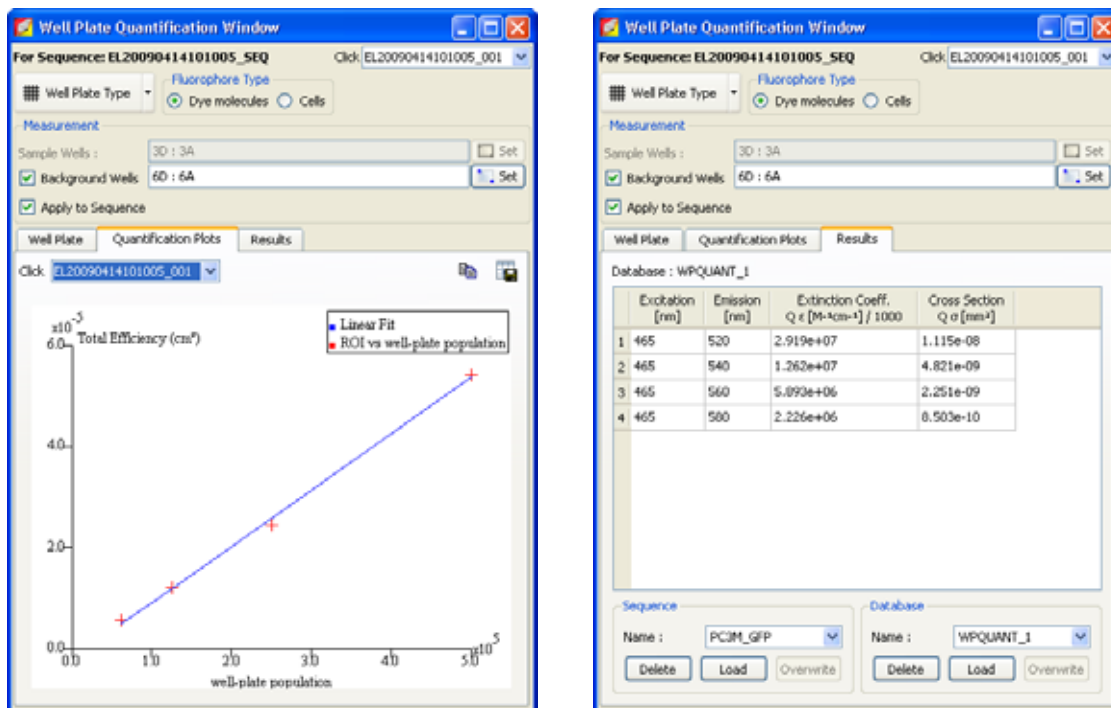 Well Plate Quantification Window
For Sequence: EL20090414101005_SEQ Click EL20090414101005_001
Well Plate Type
Fluorophore Type
Dye molecules Cells
Measurement
Sample Wells : 3D : 3A Set
Background Wells 6D : 6A Set
Apply to Sequence
Well Plate Quantification Plots Results
Click EL20090414101005_001
x10⁻⁵
Total Efficiency (cm²)
Linear Fit
ROI vs well-plate population
6.0
4.0
2.0
0.0
0.0 1.0 2.0 3.0 4.0 5.0 x10⁵
well-plate population
Well Plate Quantification Window
For Sequence: EL20090414101005_SEQ Click EL20090414101005_001
Well Plate Type
Fluorophore Type
Dye molecules Cells
Measurement
Sample Wells : 3D : 3A Set
Background Wells 6D : 6A Set
Apply to Sequence
Well Plate Quantification Plots Results
Database : WPQUANT_1
Excitation [nm] Emission [nm] Extinction Coeff. Q ε [M⁻¹cm⁻¹] / 1000 Cross Section Q σ [mm²]
1 465 520 2.919e+07 1.115e-08
2 465 540 1.262e+07 4.821e-09
3 465 560 5.893e+06 2.251e-09
4 465 580 2.226e+06 8.503e-10
Sequence
Name : PC3M_GFP
Delete Load Overwrite
Database
Name : WPQUANT_1
Delete Load Overwrite